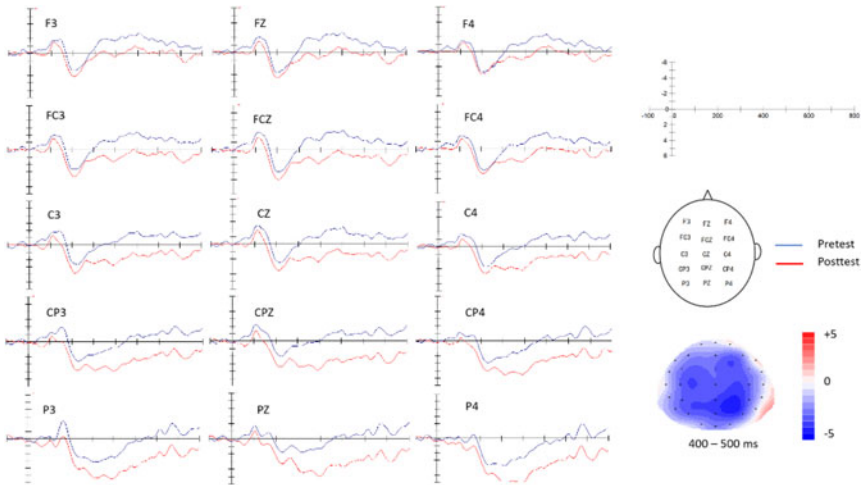 F3
FZ
F4
FC3
FCZ
FC4
C3
CZ
C4
CP3
CPZ
CP4
P3
PZ
P4
-6
-4
-2
-100 0 200 400 600 800
2
4
6
F3 FZ F4
FC3 FCZ FC4
C3 CZ C4
CP3 CPZ CP4
P3 PZ P4
Pretest
Posttest
+5
0
-5
400 – 500 ms